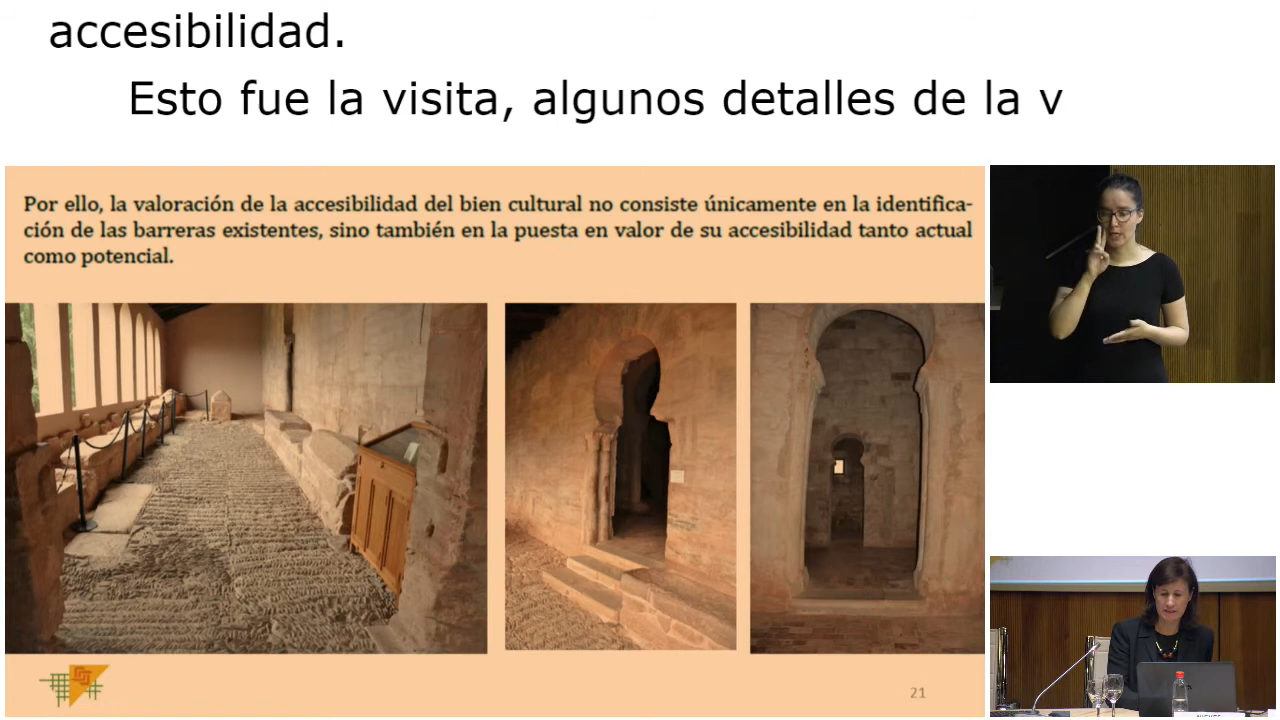 accesibilidad.
Esto fue la visita, algunos detalles de la v
Por ello, la valoración de la accesibilidad del bien cultural no consiste únicamente en la identifica-
ción de las barreras existentes, sino también en la puesta en valor de su accesibilidad tanto actual
como potencial.
21